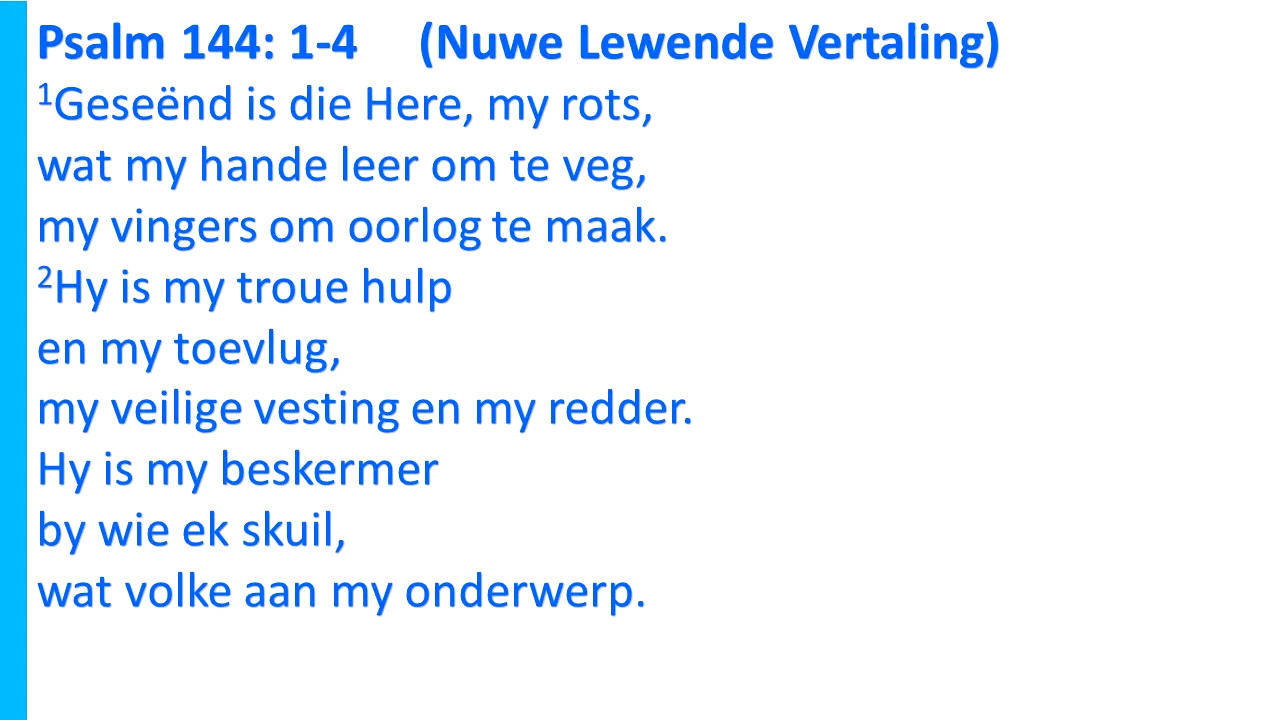 Psalm 144: 1-4 (Nuwe Lewende Vertaling)
¹Geseënd is die Here, my rots,
wat my hande leer om te veg,
my vingers om oorlog te maak.
²Hy is my troue hulp
en my toevlug,
my veilige vesting en my redder.
Hy is my beskermer
by wie ek skuil,
wat volke aan my onderwerp.